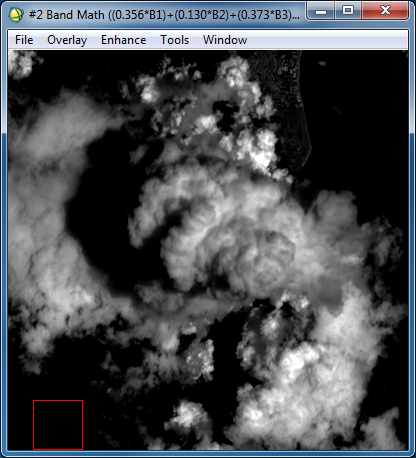 #2 Band Math ((0.356*B1)+(0.130*B2)+(0.373*B3)...
File Overlay Enhance Tools Window